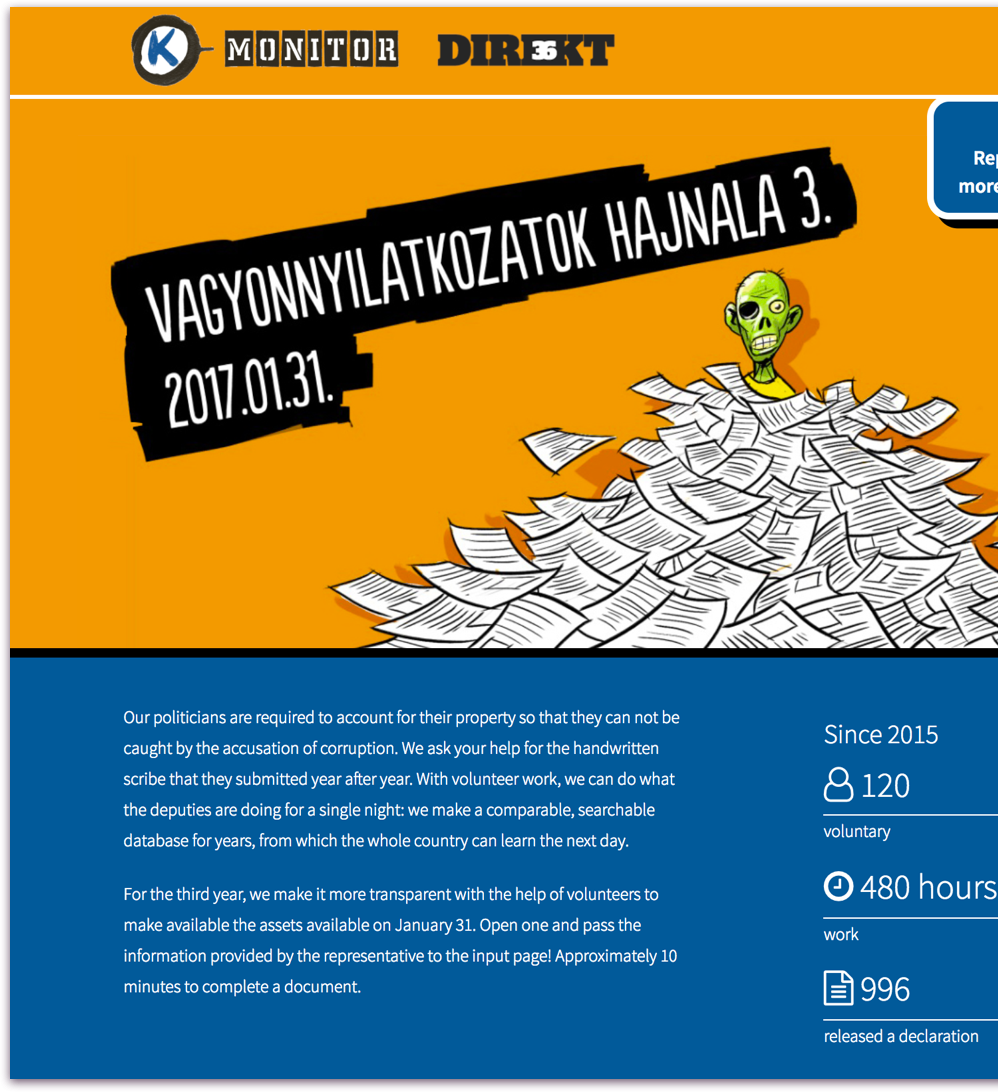 K MONITOR DIREKT36
Rep
more
VAGYONNYILATKOZATOK HAJNALA 3.
2017.01.31.
Our politicians are required to account for their property so that they can not be
caught by the accusation of corruption. We ask your help for the handwritten
scribe that they submitted year after year. With volunteer work, we can do what
the deputies are doing for a single night: we make a comparable, searchable
database for years, from which the whole country can learn the next day.
For the third year, we make it more transparent with the help of volunteers to
make available the assets available on January 31. Open one and pass the
information provided by the representative to the input page! Approximately 10
minutes to complete a document.
Since 2015
120
voluntary
480 hours
work
996
released a declaration